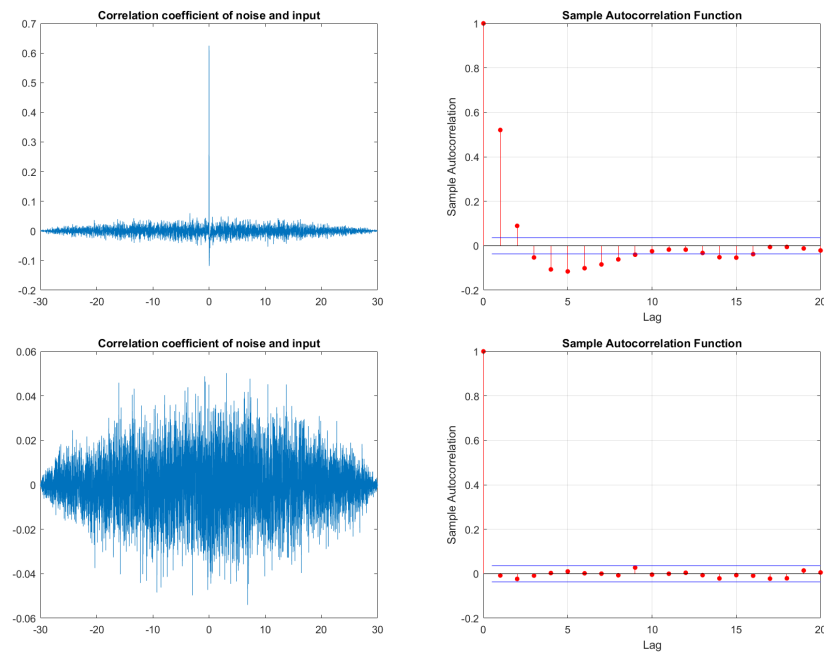 Correlation coefficient of noise and input
0.7
0.6
0.5
0.4
0.3
0.2
0.1
0
-0.1
-0.2
-30 -20 -10 0 10 20 30
Sample Autocorrelation Function
Sample Autocorrelation
1
0.8
0.6
0.4
0.2
0
-0.2
0 5 10 15 20
Lag
Correlation coefficient of noise and input
0.06
0.04
0.02
0
-0.02
-0.04
-0.06
-30 -20 -10 0 10 20 30
Sample Autocorrelation Function
Sample Autocorrelation
1
0.8
0.6
0.4
0.2
0
-0.2
0 5 10 15 20
Lag